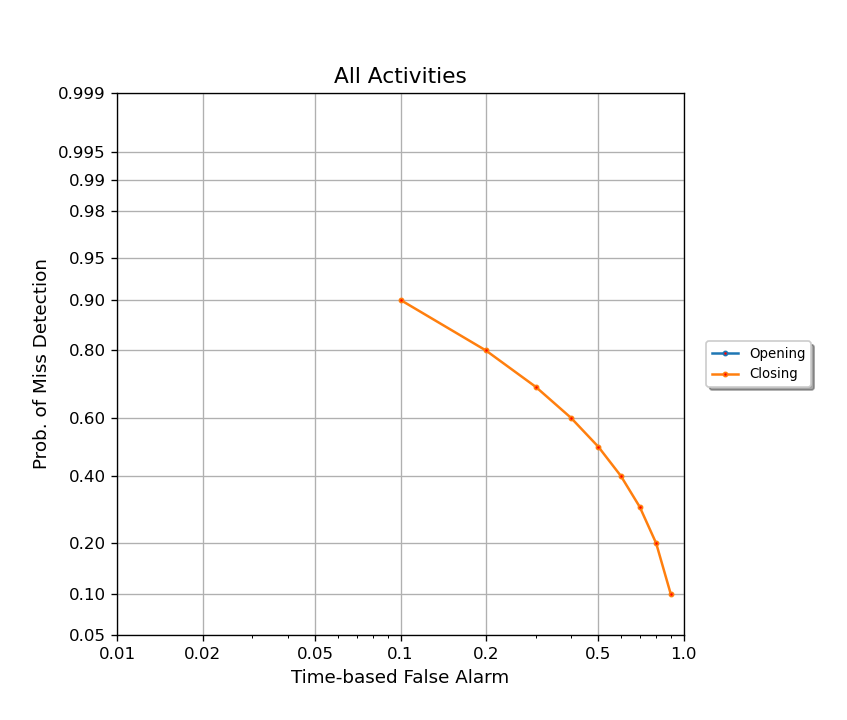 All Activities
0.999
0.995
0.99
0.98
0.95
0.90
0.80
0.60
0.40
0.20
0.10
0.05
Prob. of Miss Detection
0.01 0.02 0.05 0.1 0.2 0.5 1.0
Time-based False Alarm
Opening
Closing